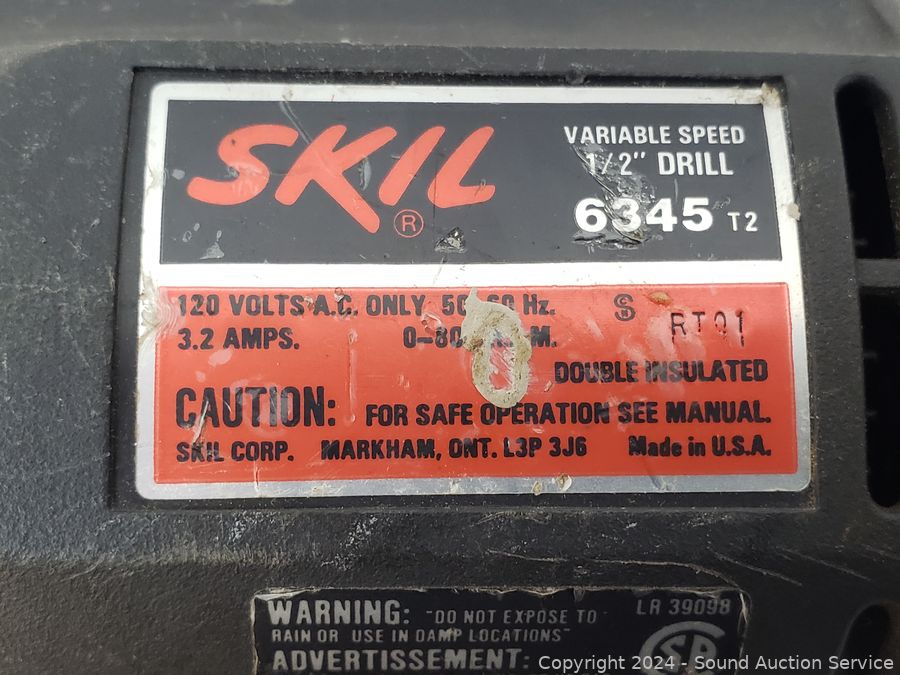 SKIL ®
VARIABLE SPEED
1/2" DRILL
6345 T2
120 VOLTS A.C. ONLY Hz.
3.2 AMPS.
RT01
DOUBLE INSULATED
CAUTION: FOR SAFE OPERATION SEE MANUAL.
SKIL CORP. MARKHAM, ONT. L3P 3J6 Made in U.S.A.
WARNING: "DO NOT EXPOSE TO
RAIN OR USE IN DAMP LOCATIONS"
LR 39098
ADVERTISSEMENT:
Copyright 2024 - Sound Auction Service